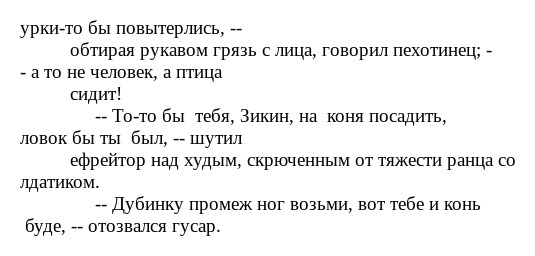 урки-то бы повытерлись, --
обтирая рукавом грязь с лица, говорил пехотинец; -
- а то не человек, а птица
сидит!
-- То-то бы  тебя, Зикин, на  коня посадить,
ловок бы ты  был, -- шутил
ефрейтор над худым, скрюченным от тяжести ранца со
лдатиком.
-- Дубинку промеж ног возьми, вот тебе и конь
буде, -- отозвался гусар.